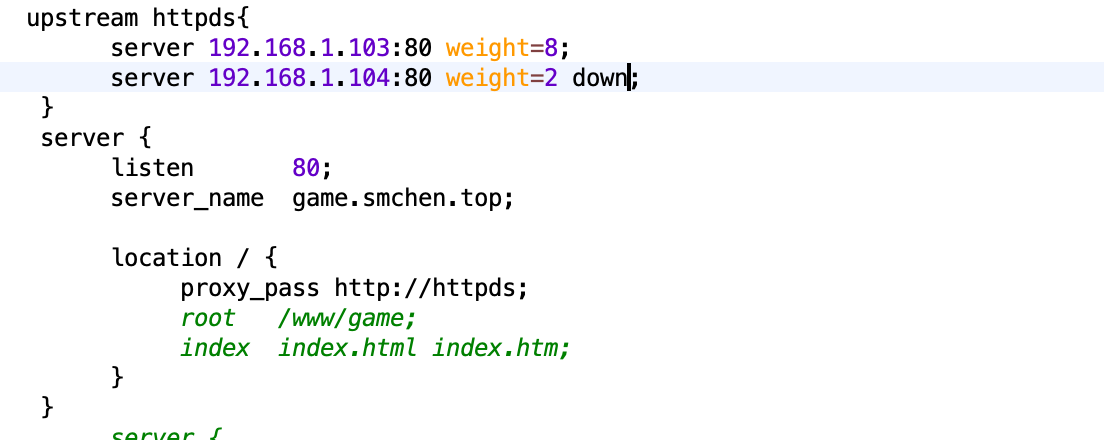 upstream httpds{
server 192.168.1.103:80 weight=8;
server 192.168.1.104:80 weight=2 down;
}
server {
listen 80;
server_name game.smchen.top;
location / {
proxy_pass http://httpds;
root /www/game;
index index.html index.htm;
}
}
server {